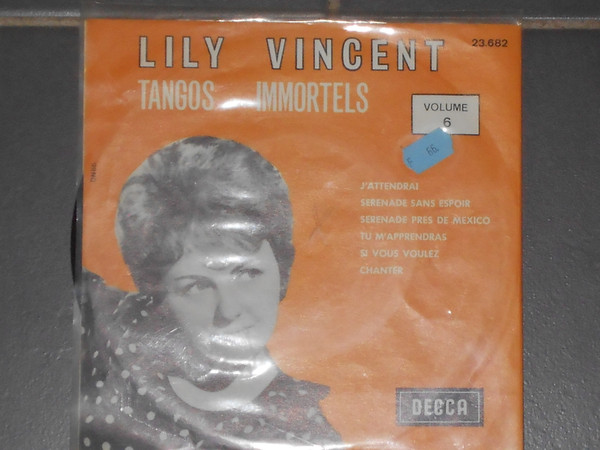 LILY VINCENT
23.682
TANGOS IMMORTELS
VOLUME
6
J'ATTENDRAI
SERENADE SANS ESPOIR
SERENADE PRES DE MEXICO
TU M'APPRENDRAS
SI VOUS VOULEZ
CHANTER
DECCA